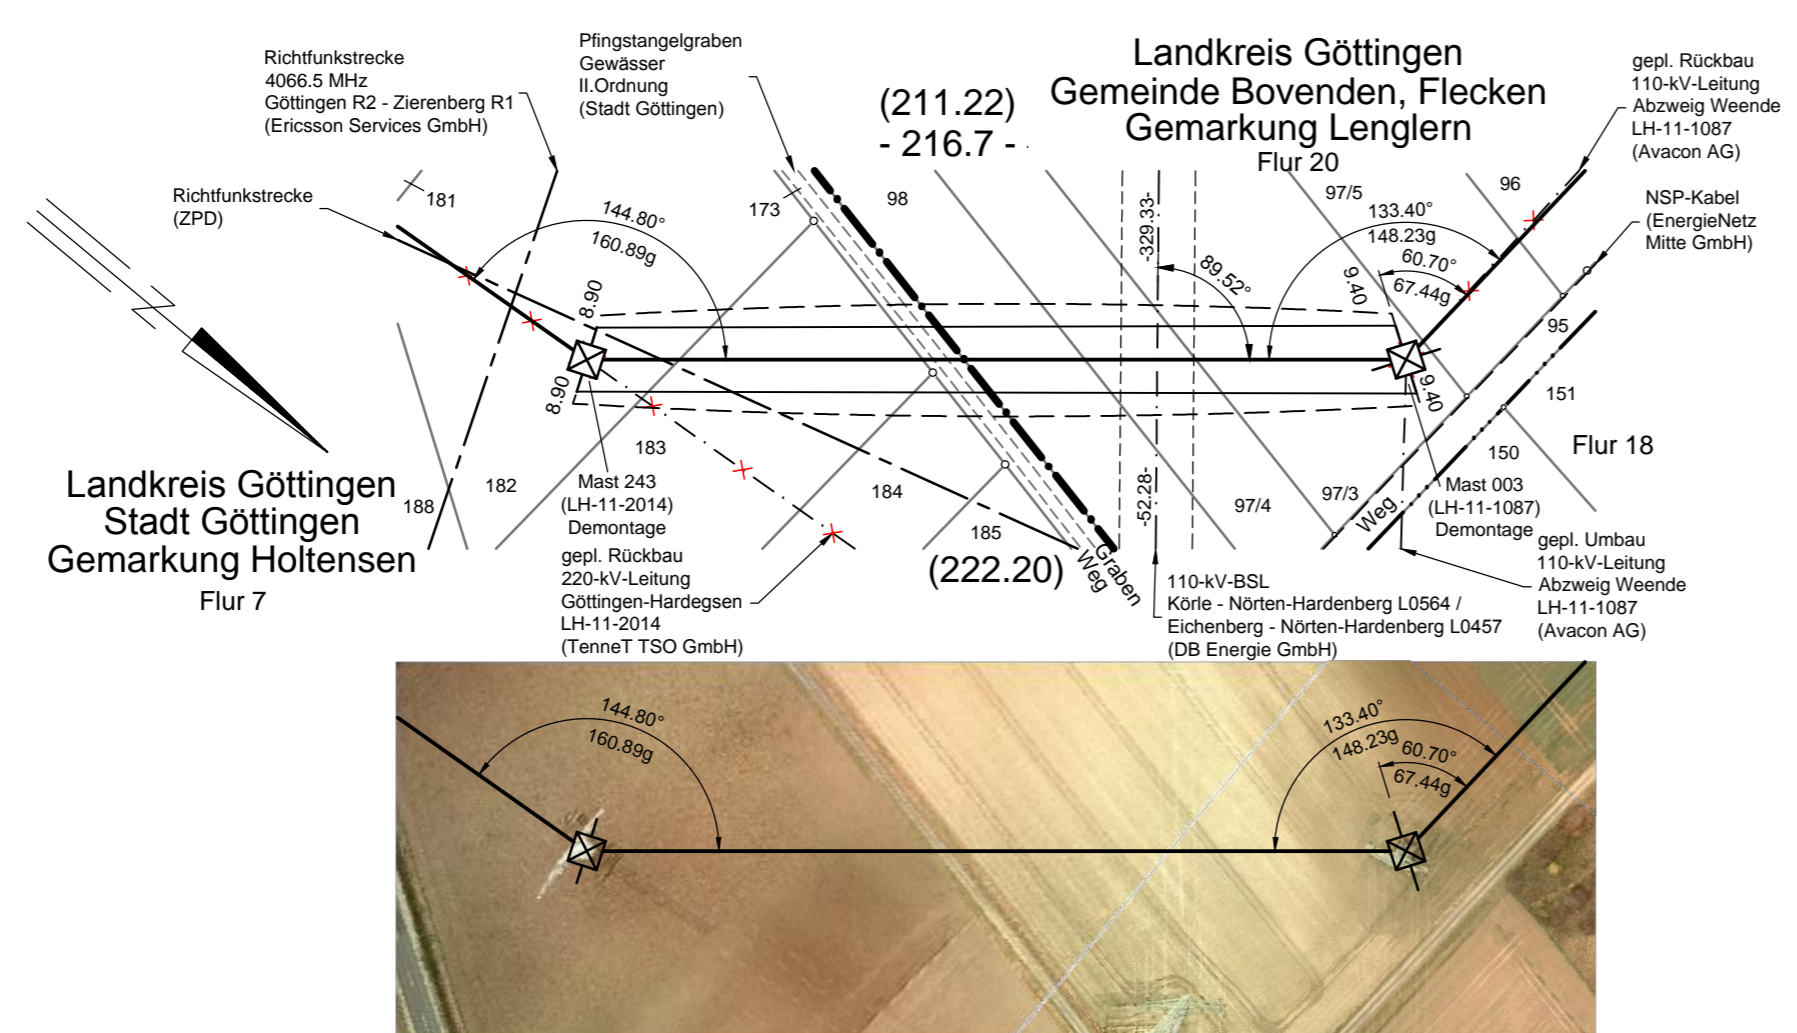 Richtfunkstrecke
4066.5 MHz
Göttingen R2 - Zierenberg R1
(Ericsson Services GmbH)
Pfingstangelgraben
Gewässer
II.Ordnung
(Stadt Göttingen)
(211.22)
- 216.7 -
Landkreis Göttingen
Gemeinde Bovenden, Flecken
Gemarkung Lenglern
Flur 20
gepl. Rückbau
110-kV-Leitung
Abzweig Weende
LH-11-1087
(Avacon AG)
Richtfunkstrecke
(ZPD)
181
144.80°
160.89g
173
98
-329.33-
89.52°
97/5
133.40°
148.23g
60.70°
67.44g
96
NSP-Kabel
(EnergieNetz
Mitte GmbH)
8.90
8.90
9.40
9.40
95
151
150
Flur 18
Landkreis Göttingen
Stadt Göttingen
Gemarkung Holtensen
Flur 7
188
182
183
Mast 243
(LH-11-2014)
Demontage
184
185
(222.20)
Graben
Weg
-52.28-
97/4
97/3
Weg
Mast 003
(LH-11-1087)
Demontage
gepl. Rückbau
220-kV-Leitung
Göttingen-Hardegsen
LH-11-2014
(TenneT TSO GmbH)
110-kV-BSL
Körle - Nörten-Hardenberg L0564 /
Eichenberg - Nörten-Hardenberg L0457
(DB Energie GmbH)
gepl. Umbau
110-kV-Leitung
Abzweig Weende
LH-11-1087
(Avacon AG)
144.80°
160.89g
133.40°
148.23g
60.70°
67.44g